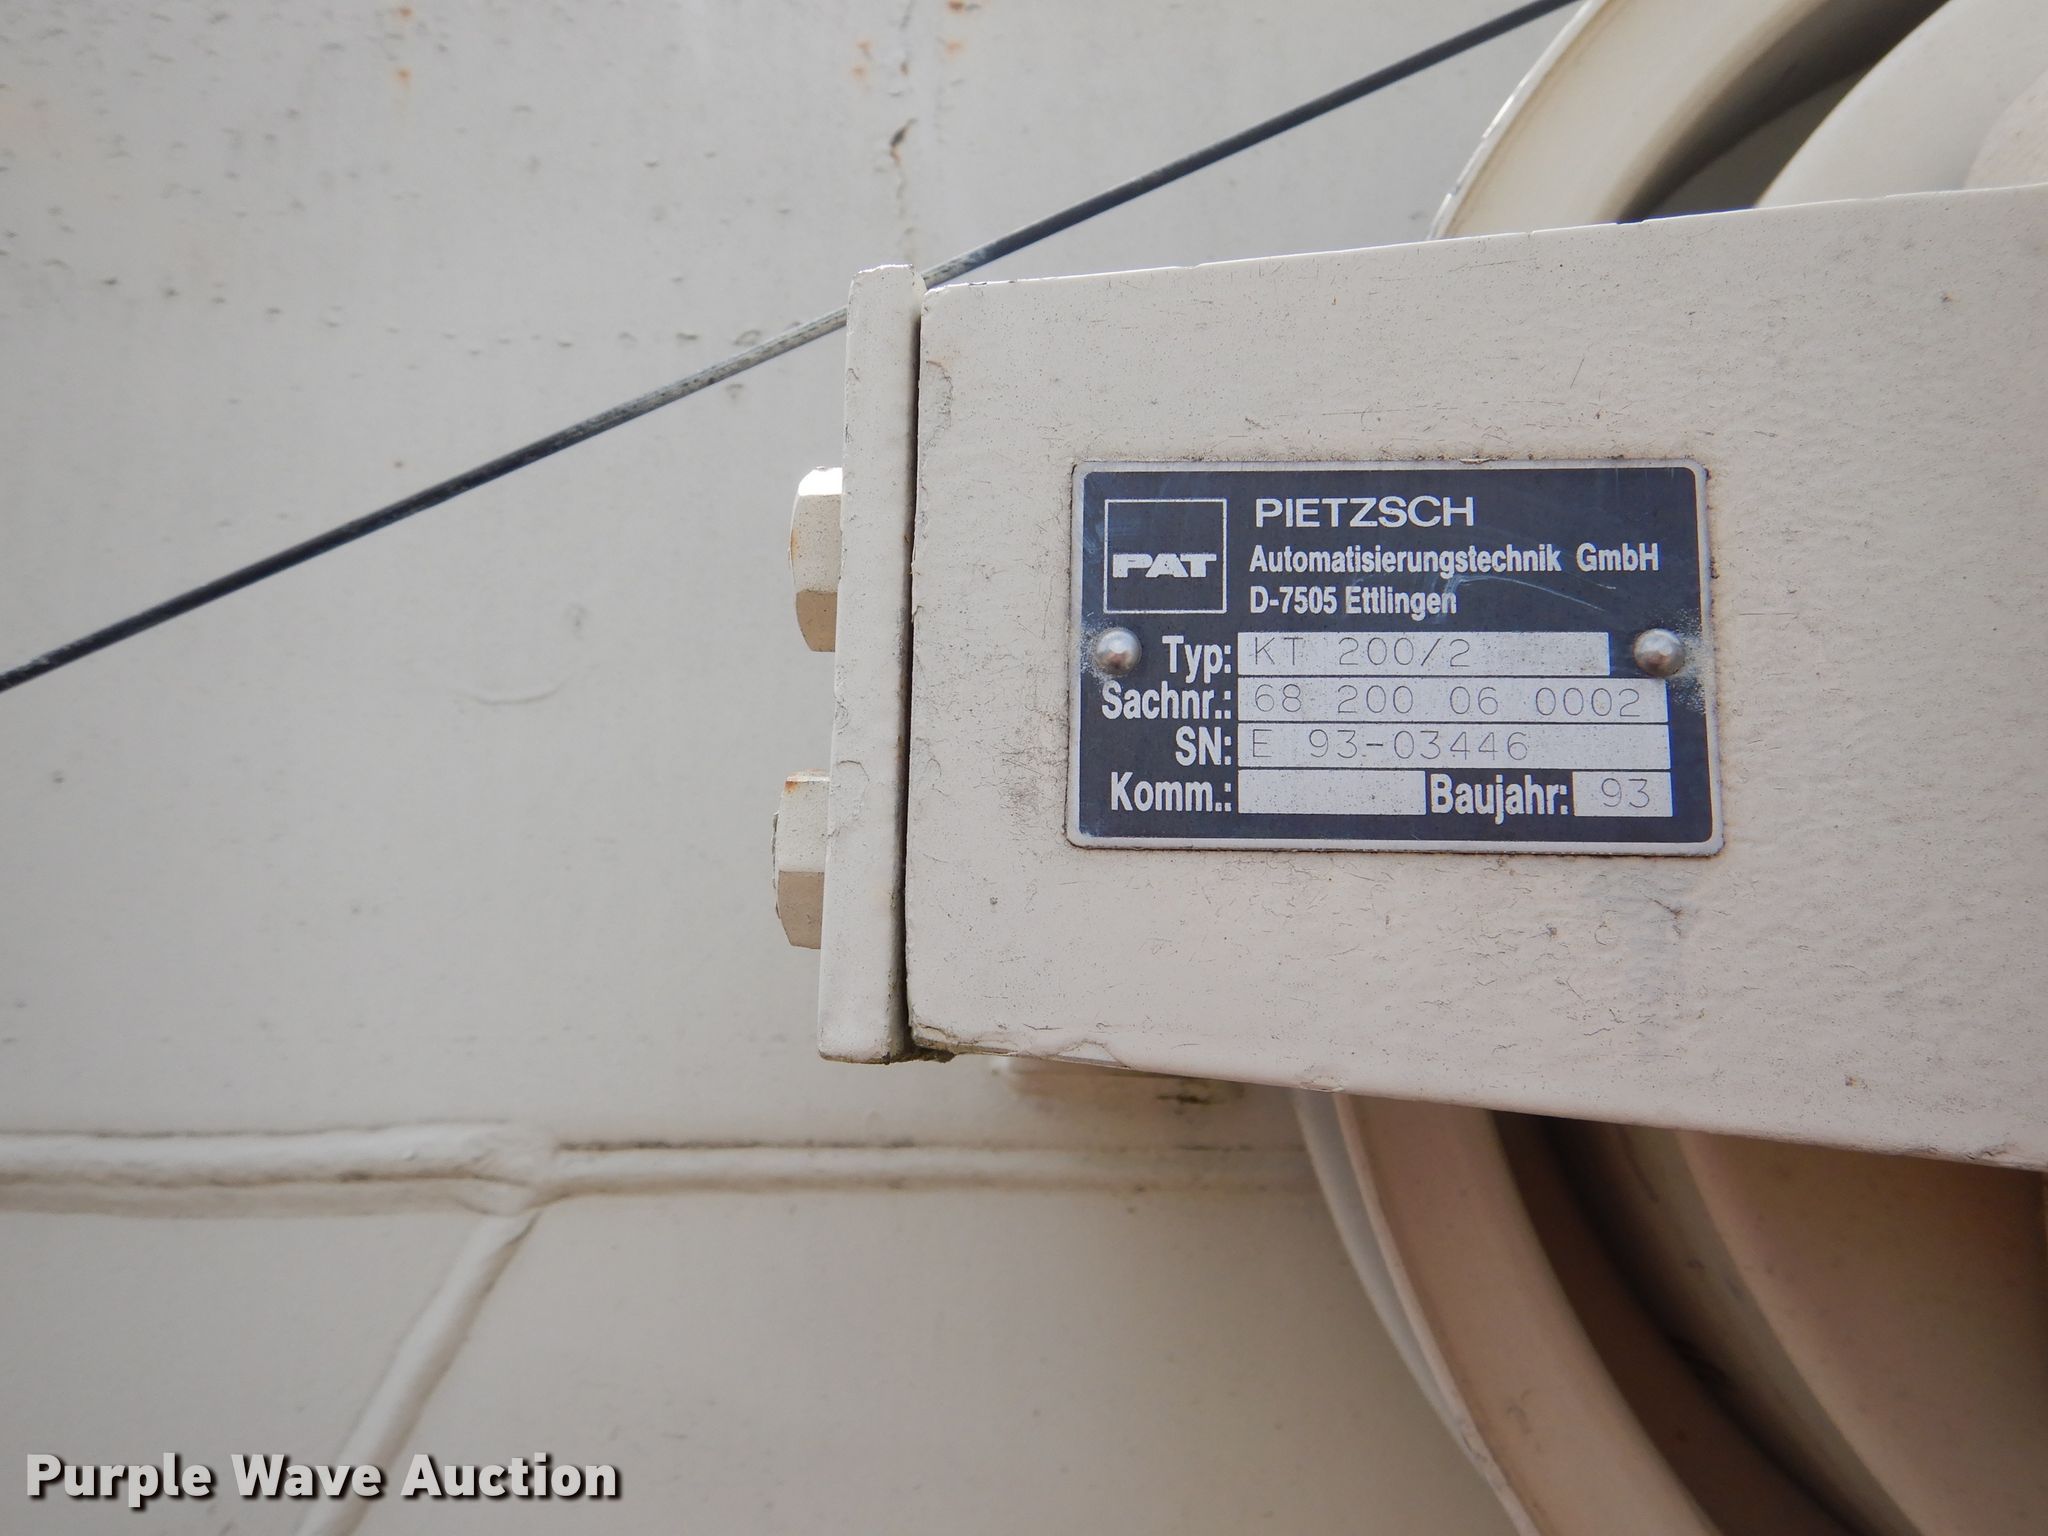 PAT
PIETZSCH
Automatisierungstechnik GmbH
D-7505 Ettlingen
Typ: KT 200/2
Sachnr.: 68 200 06 0002
SN: E 93-03446
Komm.: Baujahr: 93
Purple Wave Auction